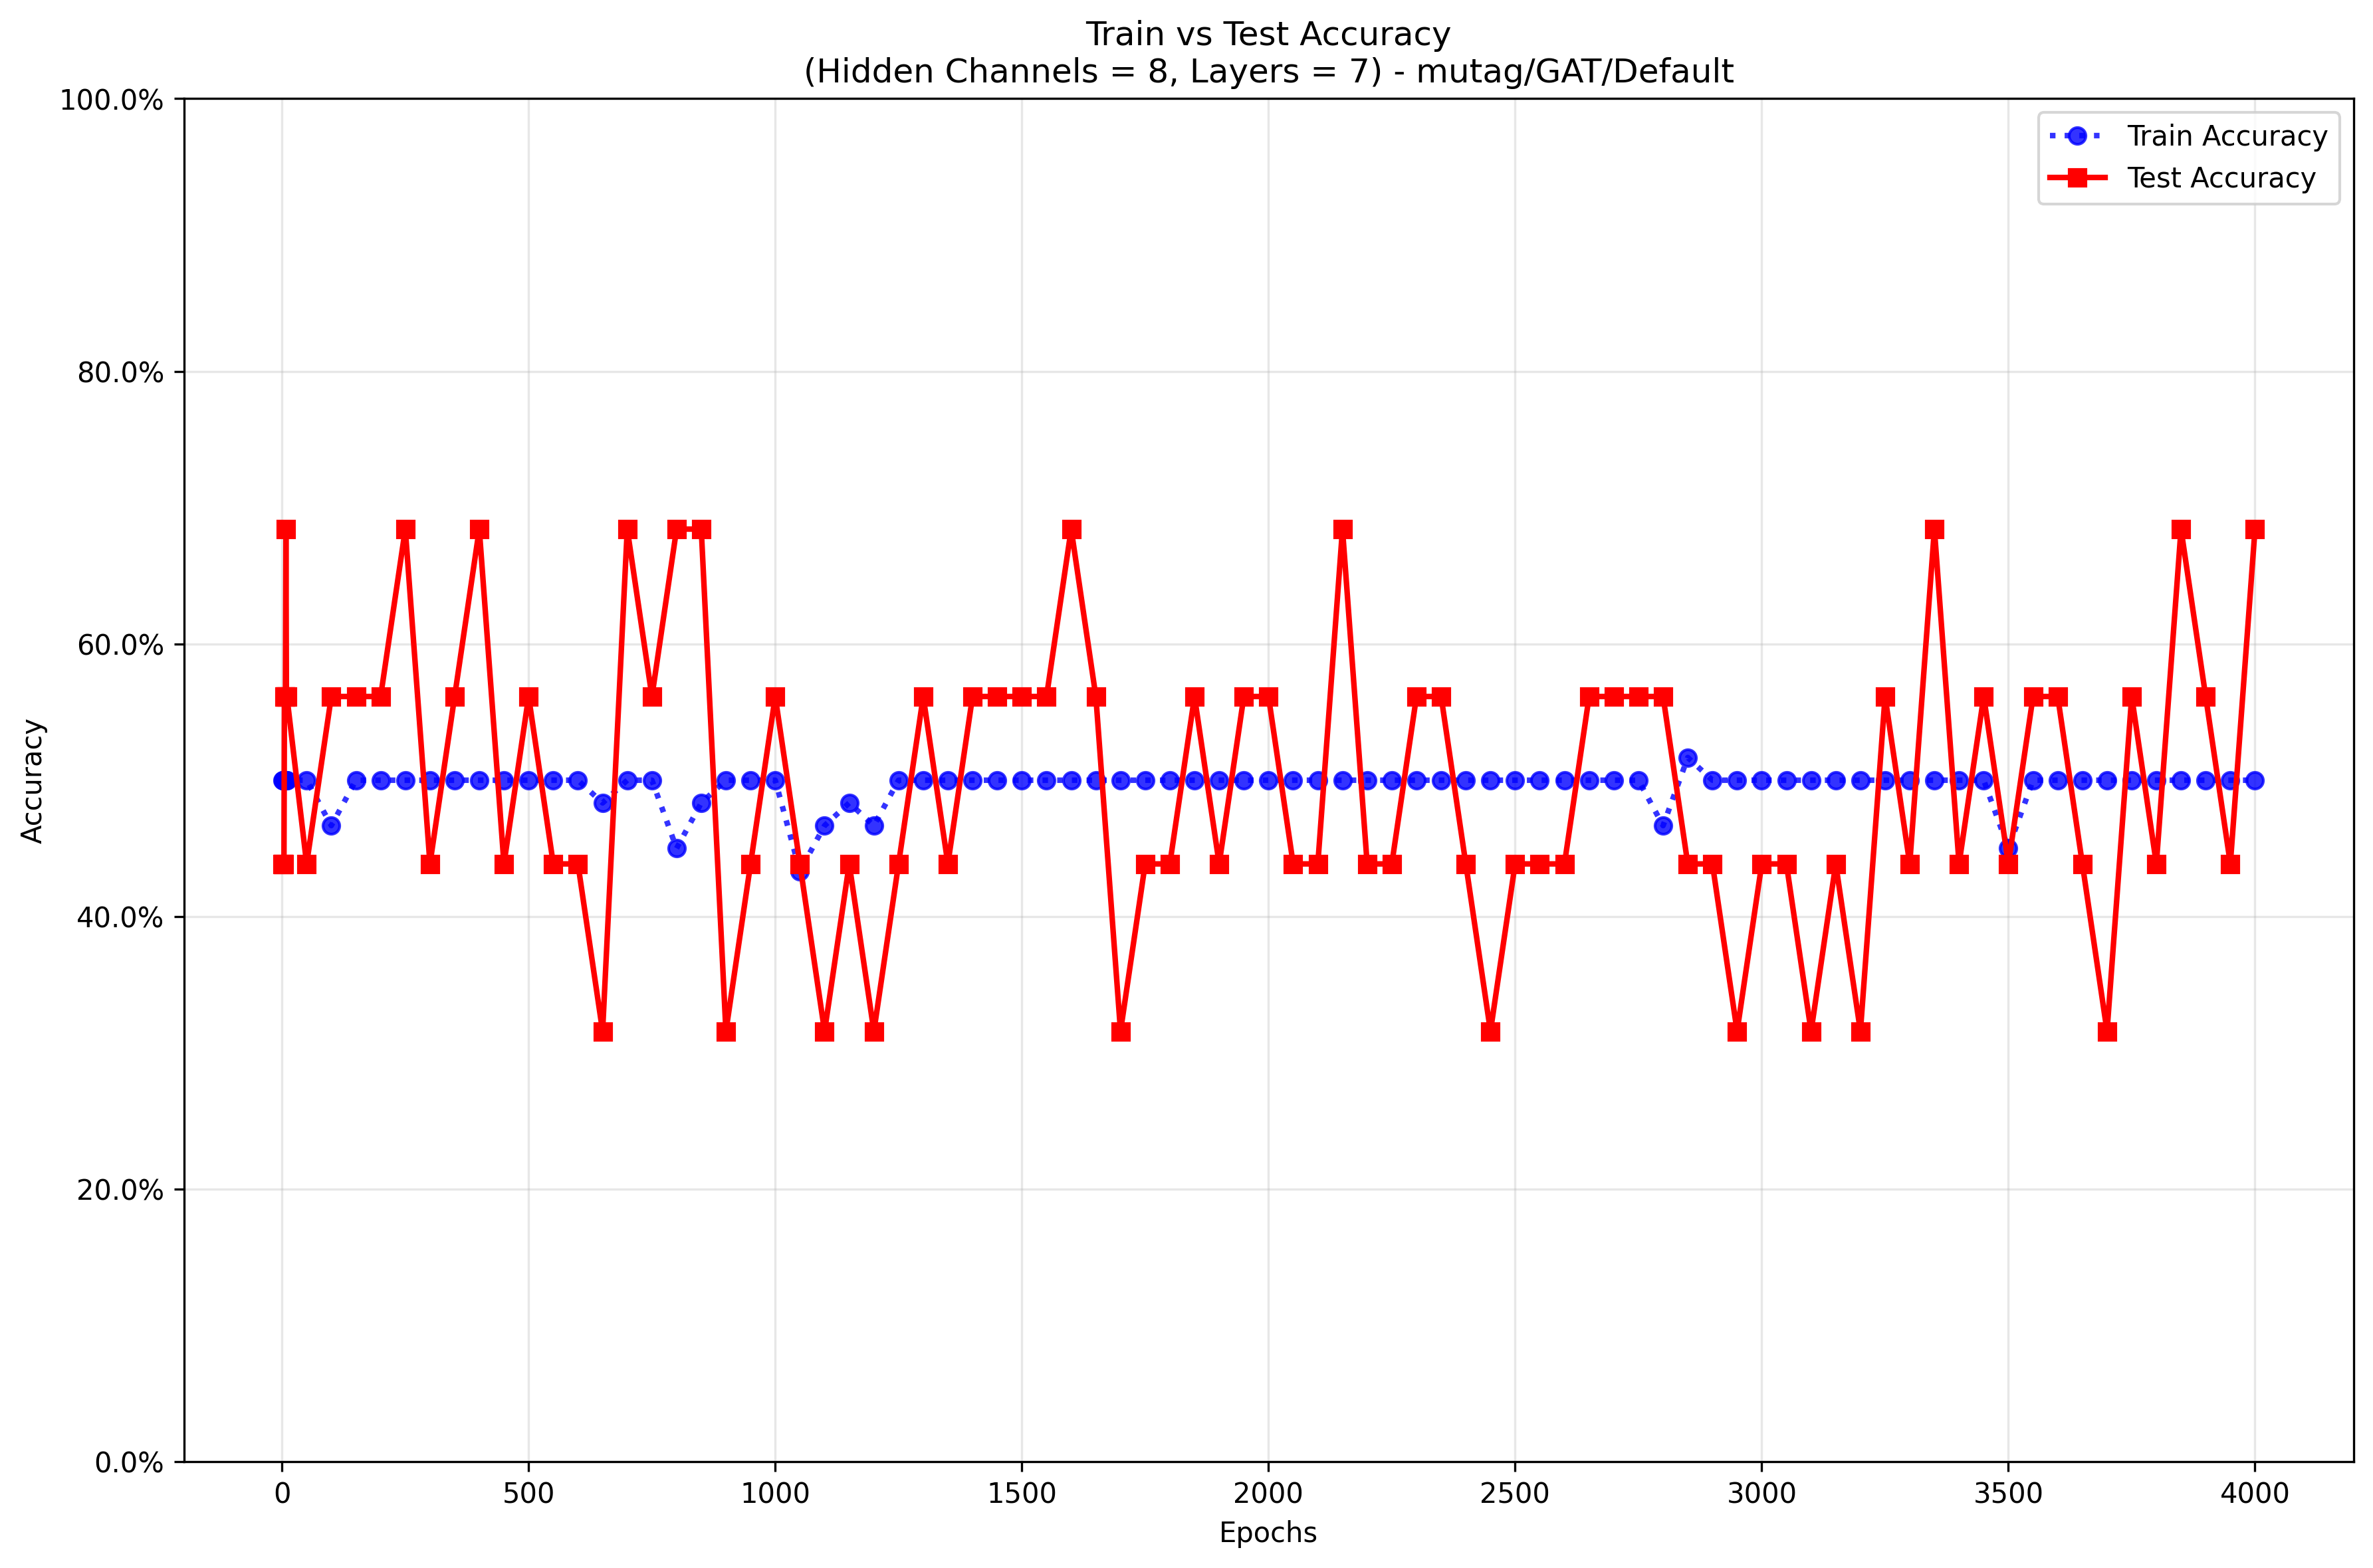 Train vs Test Accuracy
(Hidden Channels = 8, Layers = 7) - mutag/GAT/Default
100.0%
80.0%
60.0%
40.0%
20.0%
0.0%
Accuracy
Train Accuracy
Test Accuracy
0 500 1000 1500 2000 2500 3000 3500 4000
Epochs